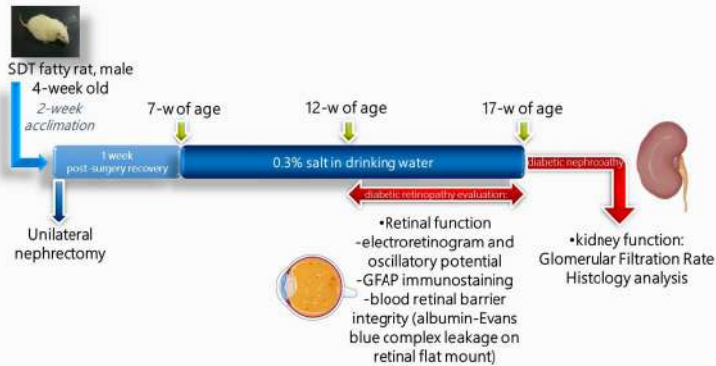 SDT fatty rat, male
4-week old
2-week
acclimation
7-w of age
12-w of age
17-w of age
1 week
post-surgery recovery
0.3% salt in drinking water
diabetic retinopathy evaluation:
diabetic nephropathy
Unilateral
nephrectomy
•Retinal function
-electroretinogram and
oscillatory potential
-GFAP immunostaining
-blood retinal barrier
integrity (albumin-Evans
blue complex leakage on
retinal flat mount)
•kidney function:
Glomerular Filtration Rate
Histology analysis